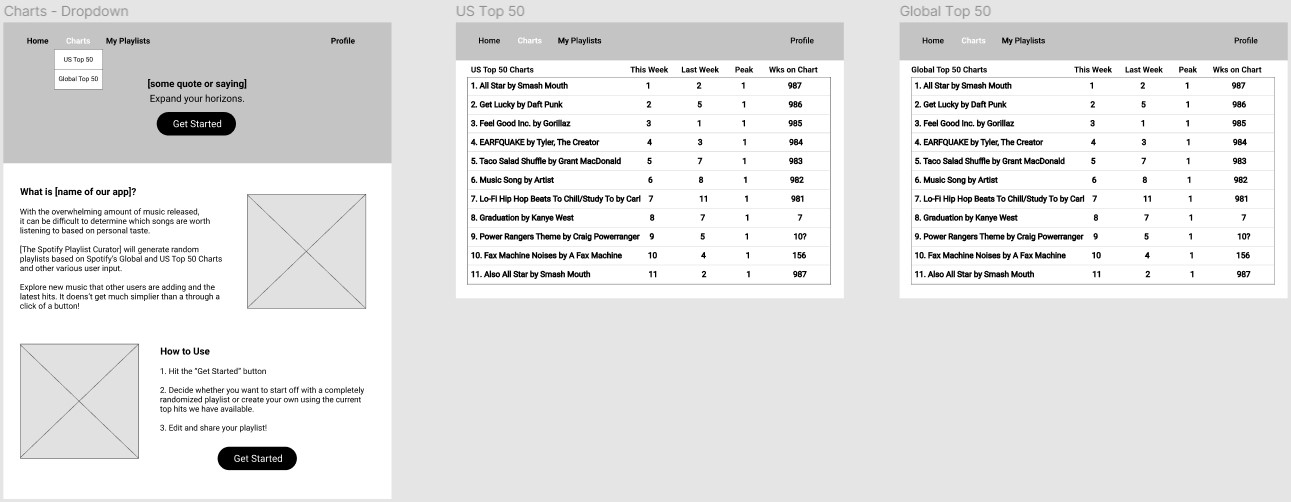 Charts - Dropdown
Home Charts My Playlists Profile
US Top 50
Global Top 50
[some quote or saying]
Expand your horizons.
Get Started
What is [name of our app]?
With the overwhelming amount of music released,
it can be difficult to determine which songs are worth
listening to based on personal taste.
[The Spotify Playlist Curator] will generate random
playlists based on Spotify's Global and US Top 50 Charts
and other various user input.
Explore new music that other users are adding and the
latest hits. It doens't get much simplier than a through a
click of a button!
How to Use
1. Hit the "Get Started" button
2. Decide whether you want to start off with a completely
randomized playlist or create your own using the current
top hits we have available.
3. Edit and share your playlist!
Get Started
US Top 50
Home Charts My Playlists Profile
US Top 50 Charts This Week Last Week Peak Wks on Chart
1. All Star by Smash Mouth 1 2 1 987
2. Get Lucky by Daft Punk 2 5 1 986
3. Feel Good Inc. by Gorillaz 3 1 1 985
4. EARFQUAKE by Tyler, The Creator 4 3 1 984
5. Taco Salad Shuffle by Grant MacDonald 5 7 1 983
6. Music Song by Artist 6 8 1 982
7. Lo-Fi Hip Hop Beats To Chill/Study To by Carl 7 11 1 981
8. Graduation by Kanye West 8 7 1 7
9. Power Rangers Theme by Craig Powerranger 9 5 1 10?
10. Fax Machine Noises by A Fax Machine 10 4 1 156
11. Also All Star by Smash Mouth 11 2 1 987
Global Top 50
Home Charts My Playlists Profile
Global Top 50 Charts This Week Last Week Peak Wks on Chart
1. All Star by Smash Mouth 1 2 1 987
2. Get Lucky by Daft Punk 2 5 1 986
3. Feel Good Inc. by Gorillaz 3 1 1 985
4. EARFQUAKE by Tyler, The Creator 4 3 1 984
5. Taco Salad Shuffle by Grant MacDonald 5 7 1 983
6. Music Song by Artist 6 8 1 982
7. Lo-Fi Hip Hop Beats To Chill/Study To by Carl 7 11 1 981
8. Graduation by Kanye West 8 7 1 7
9. Power Rangers Theme by Craig Powerranger 9 5 1 10?
10. Fax Machine Noises by A Fax Machine 10 4 1 156
11. Also All Star by Smash Mouth 11 2 1 987